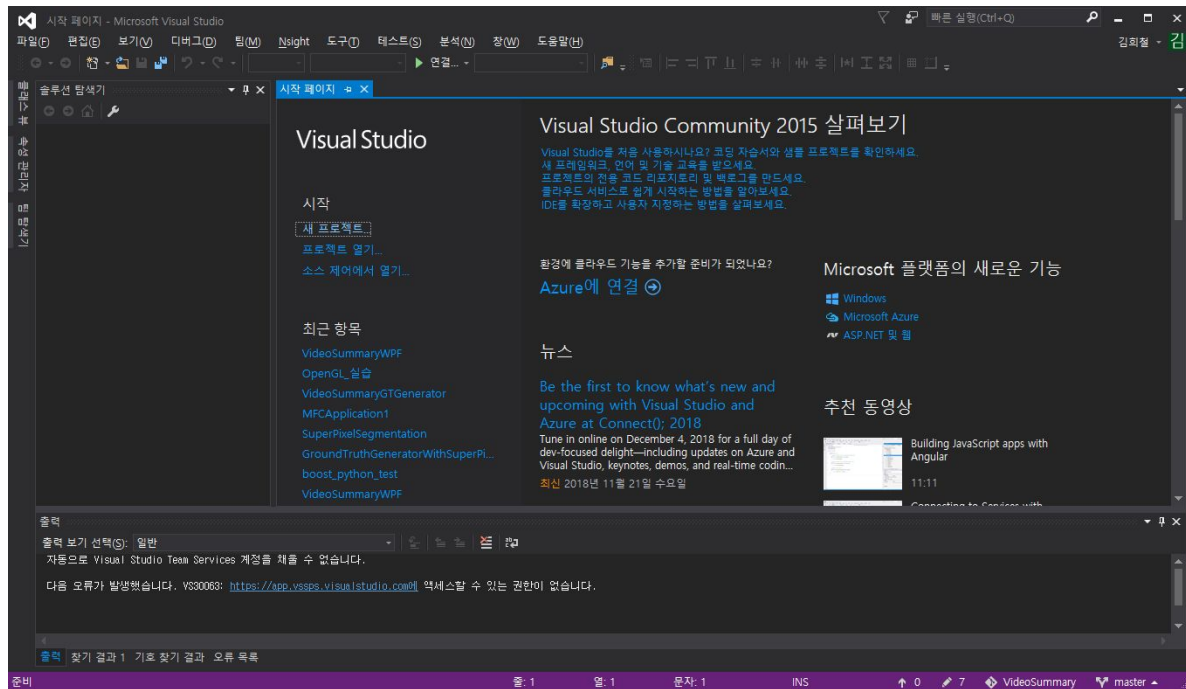 시작 페이지 - Microsoft Visual Studio
빠른 실행(Ctrl+Q)
파일(F) 편집(E) 보기(V) 디버그(D) 팀(M) Nsight 도구(T) 테스트(S) 분석(N) 창(W) 도움말(H)
김희철 김
연결...
클래스 뷰
속성 관리자
팀 탐색기
솔루션 탐색기
시작 페이지
Visual Studio
시작
새 프로젝트...
프로젝트 열기...
소스 제어에서 열기...
최근 항목
VideoSummaryWPF
OpenGL_실습
VideoSummaryGTGenerator
MFCApplication1
SuperPixelSegmentation
GroundTruthGeneratorWithSuperPi...
boost_python_test
VideoSummaryWPF
Visual Studio Community 2015 살펴보기
Visual Studio를 처음 사용하시나요? 코딩 자습서와 샘플 프로젝트를 확인하세요.
새 프레임워크, 언어 및 기술 교육을 받으세요.
프로젝트의 전용 코드 리포지토리 및 백로그를 만드세요.
클라우드 서비스로 쉽게 시작하는 방법을 알아보세요.
IDE를 확장하고 사용자 지정하는 방법을 살펴보세요.
환경에 클라우드 기능을 추가할 준비가 되었나요?
Azure에 연결
뉴스
Be the first to know what's new and
upcoming with Visual Studio and
Azure at Connect(); 2018
Tune in online on December 4, 2018 for a full day of
dev-focused delight—including updates on Azure and
Visual Studio, keynotes, demos, and real-time codin...
최신 2018년 11월 21일 수요일
Microsoft 플랫폼의 새로운 기능
Windows
Microsoft Azure
ASP.NET 및 웹
추천 동영상
Building JavaScript apps with
Angular
11:11
Connecting to Services with
출력
출력 보기 선택(S): 일반
자동으로 Visual Studio Team Services 계정을 채울 수 없습니다.
다음 오류가 발생했습니다. VS30063: https://app.vssps.visualstudio.com에 액세스할 수 있는 권한이 없습니다.
출력 찾기 결과 1 기호 찾기 결과 오류 목록
준비 줄: 1 열: 1 문자: 1 INS 0 7 VideoSummary master